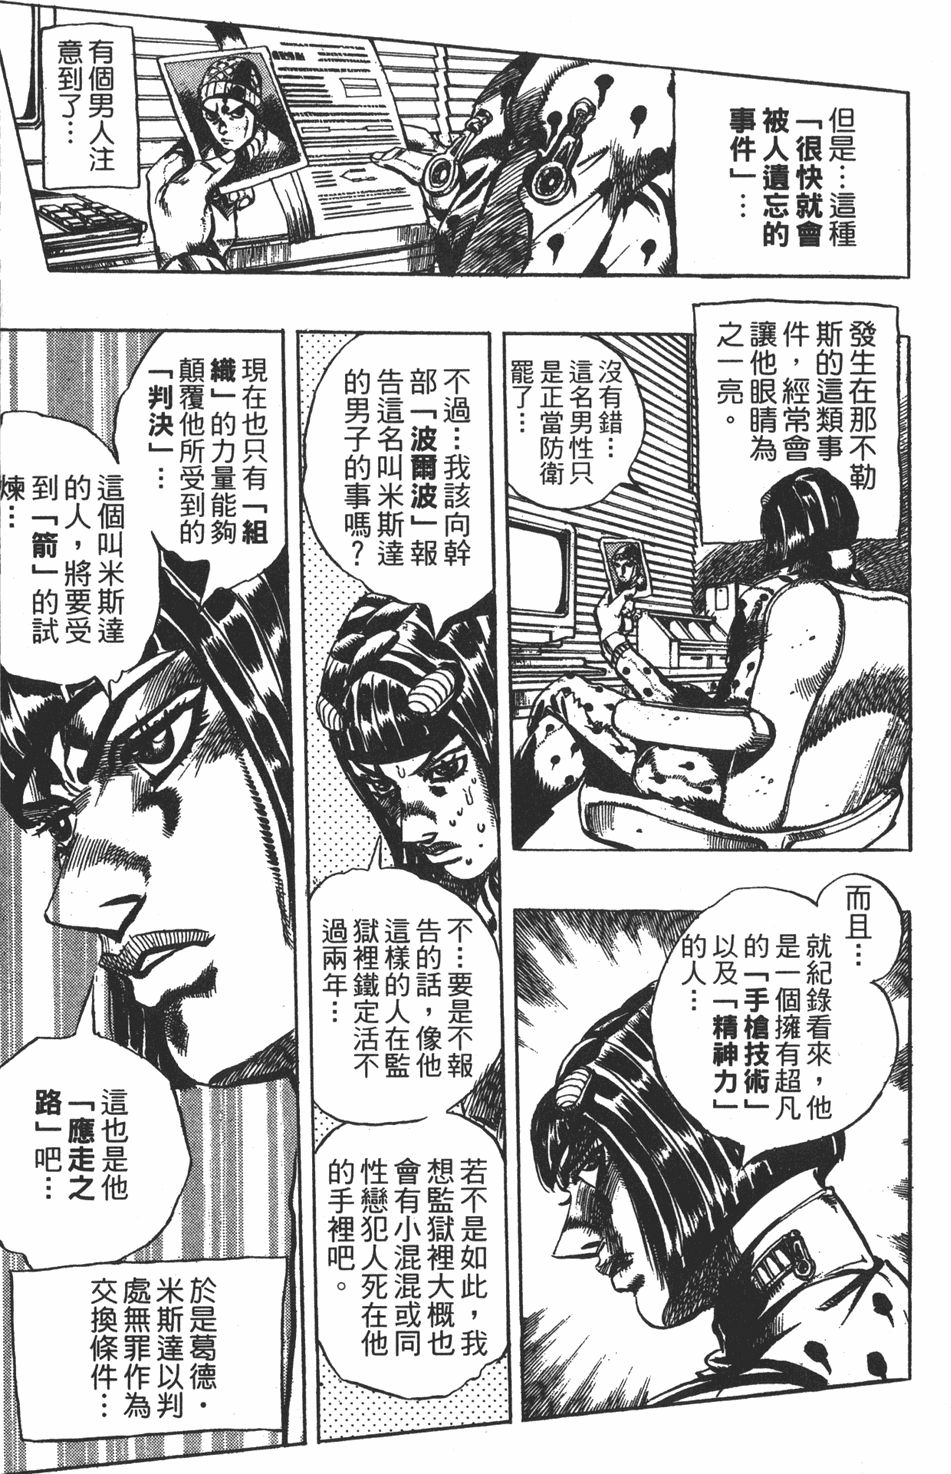 但是…這種
「很快就會
被人遺忘的
事件」…
有個男人注
意到了…
發生在那不勒
斯的這類事
件，經常會
讓他眼睛為
之一亮。
沒有錯…
這名男性只
是正當防衛
罷了…
而且…
就紀錄看來，他
是一個擁有超凡
的「手槍技術」
以及「精神力」
的人…
不過…我該向幹
部「波爾波」報
告這名叫米斯達
的男子的事嗎？
不…要是不報
告的話，像他
這樣的人在監
獄裡鐵定活不
過兩年…
若不是如此，我
想監獄裡大概也
會有小混混或同
性戀犯人死在他
的手裡吧。
現在也只有「組
織」的力量能夠
顛覆他所受到的
「判決」…
這個叫米斯達
的人，將要受
到「箭」的試
煉…
這也是他
「應走之
路」吧…
於是葛德・
米斯達以判
處無罪作為
交換條件…